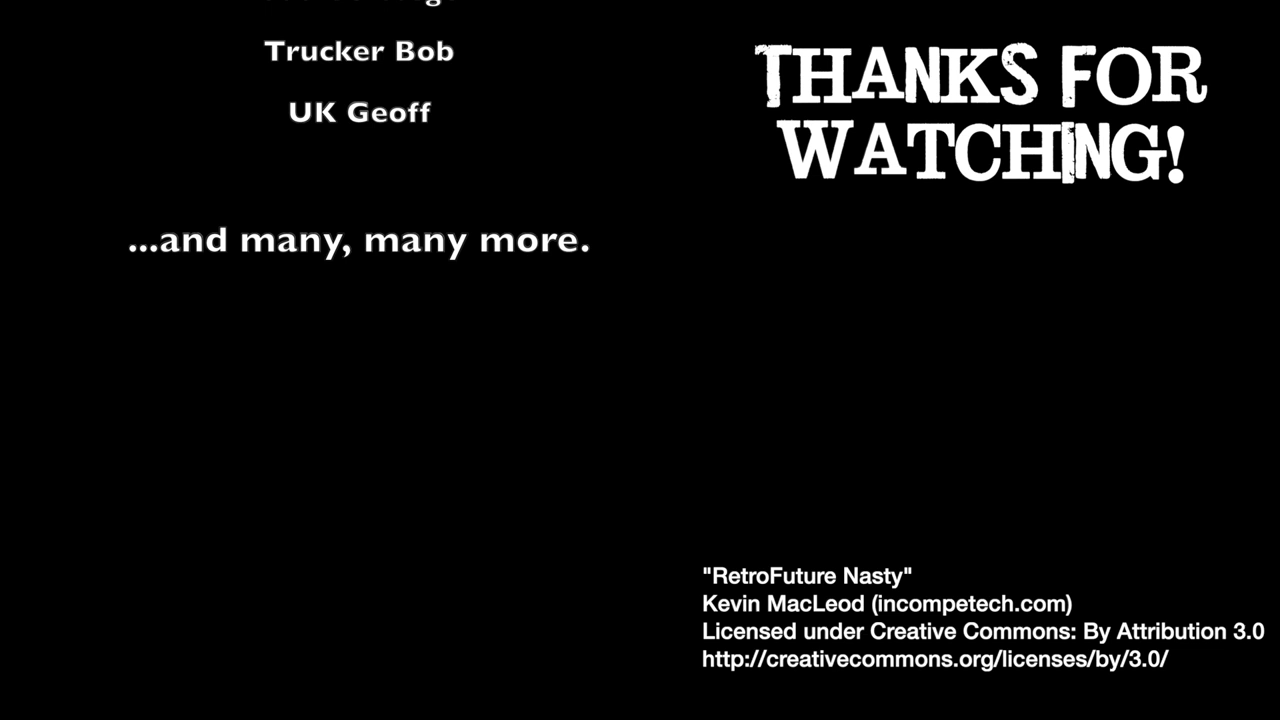 Trucker Bob
UK Geoff
...and many, many more.
THANKS FOR
WATCHING!
"RetroFuture Nasty"
Kevin MacLeod (incompetech.com)
Licensed under Creative Commons: By Attribution 3.0
http://creativecommons.org/licenses/by/3.0/